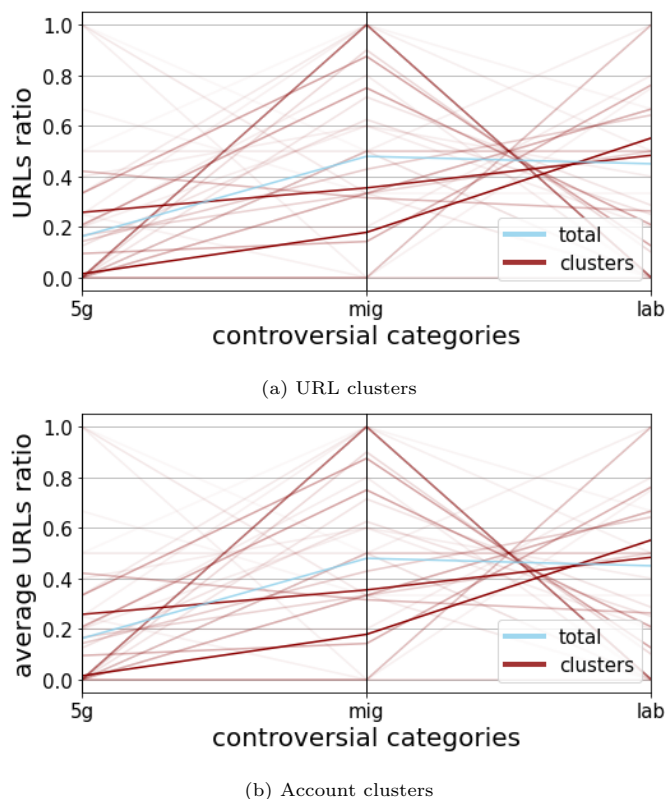 1.0
0.8
0.6
0.4
0.2
0.0
URLs ratio
total
clusters
5g mig lab
controversial categories
(a) URL clusters
1.0
0.8
0.6
0.4
0.2
0.0
average URLs ratio
total
clusters
5g mig lab
controversial categories
(b) Account clusters